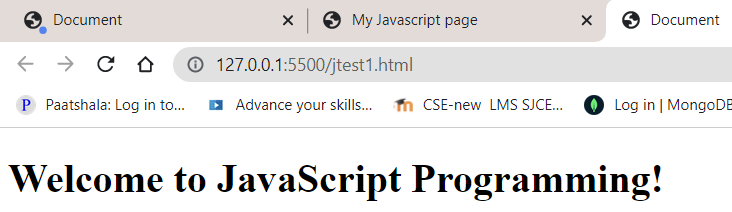 Document My Javascript page Document
127.0.0.1:5500/jtest1.html
P Paatshala: Log in to... Advance your skills... CSE-new LMS SJCE... Log in | MongoDB
Welcome to JavaScript Programming!